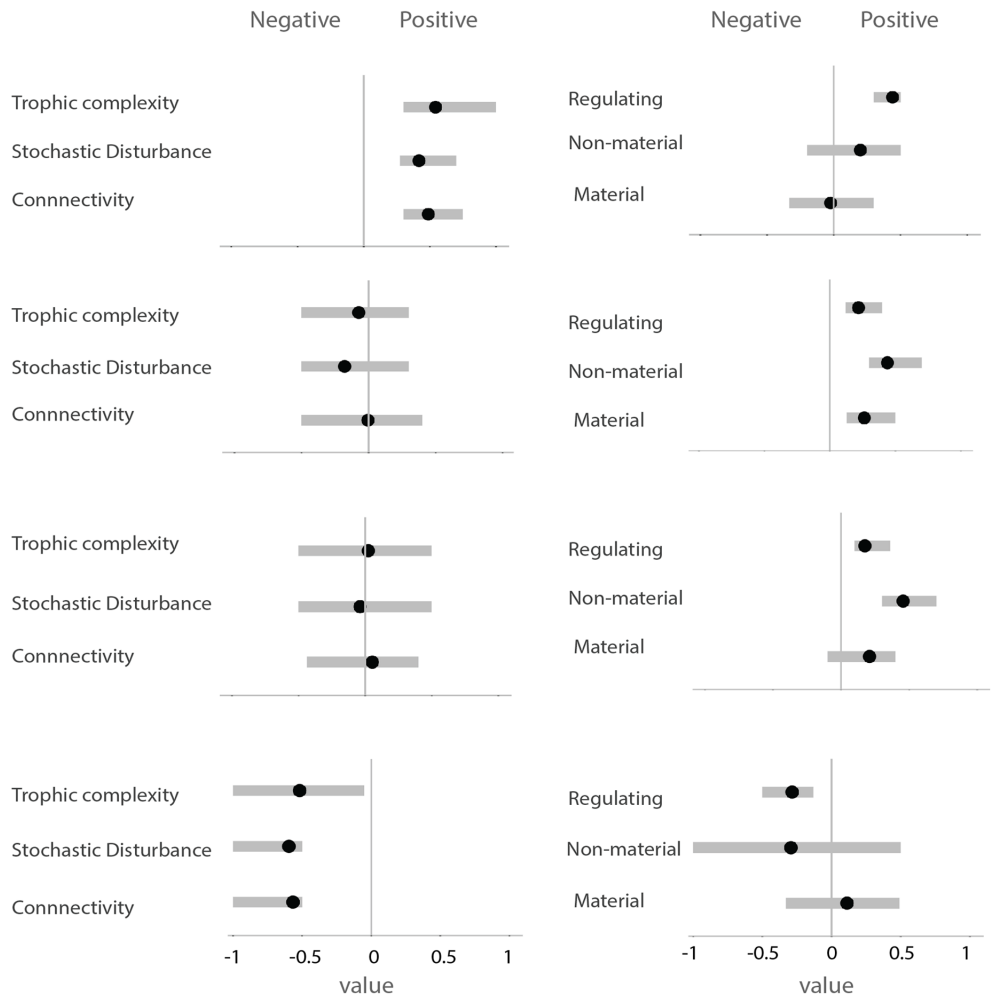 Negative Positive Negative Positive
Trophic complexity
Stochastic Disturbance
Connnectivity
Regulating
Non-material
Material
Trophic complexity
Stochastic Disturbance
Connnectivity
Regulating
Non-material
Material
Trophic complexity
Stochastic Disturbance
Connnectivity
Regulating
Non-material
Material
Trophic complexity
Stochastic Disturbance
Connnectivity
Regulating
Non-material
Material
-1 -0.5 0 0.5 1
value
-1 -0.5 0 0.5 1
value